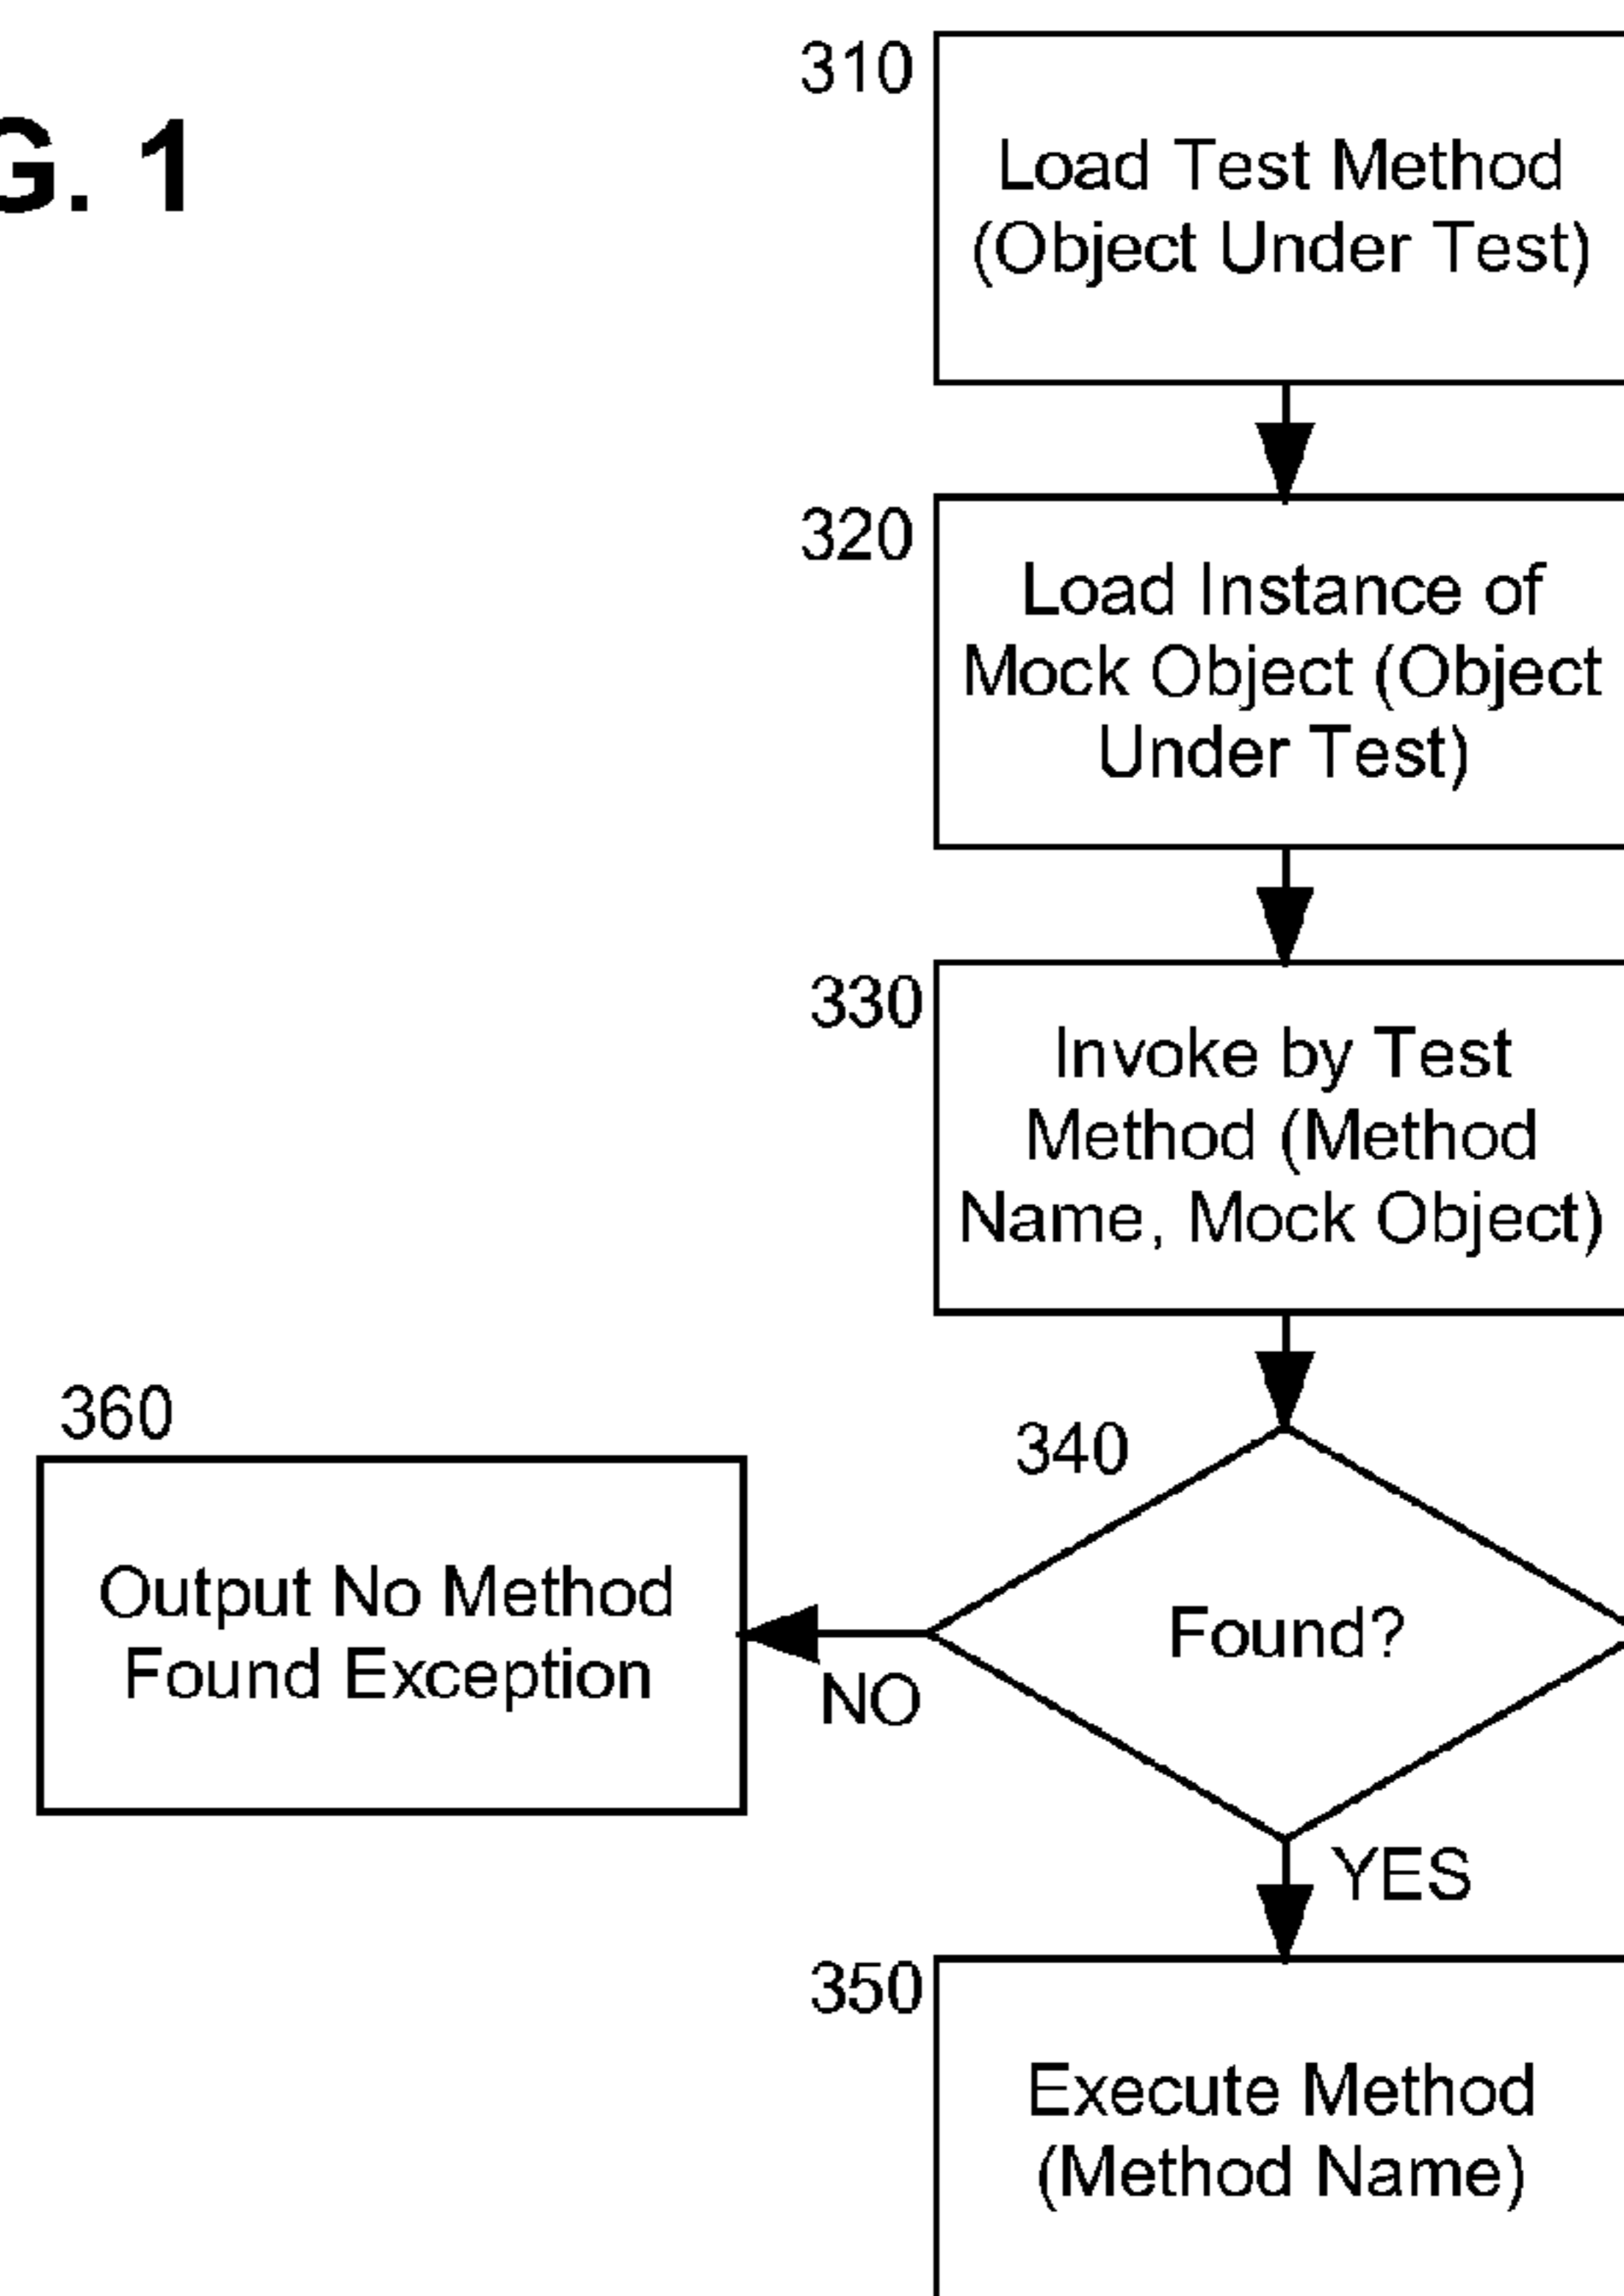 G. 1
310
Load Test Method
(Object Under Test)
320
Load Instance of
Mock Object (Object
Under Test)
330
Invoke by Test
Method (Method
Name, Mock Object)
360
340
Output No Method
Found Exception
Found?
NO
YES
350
Execute Method
(Method Name)